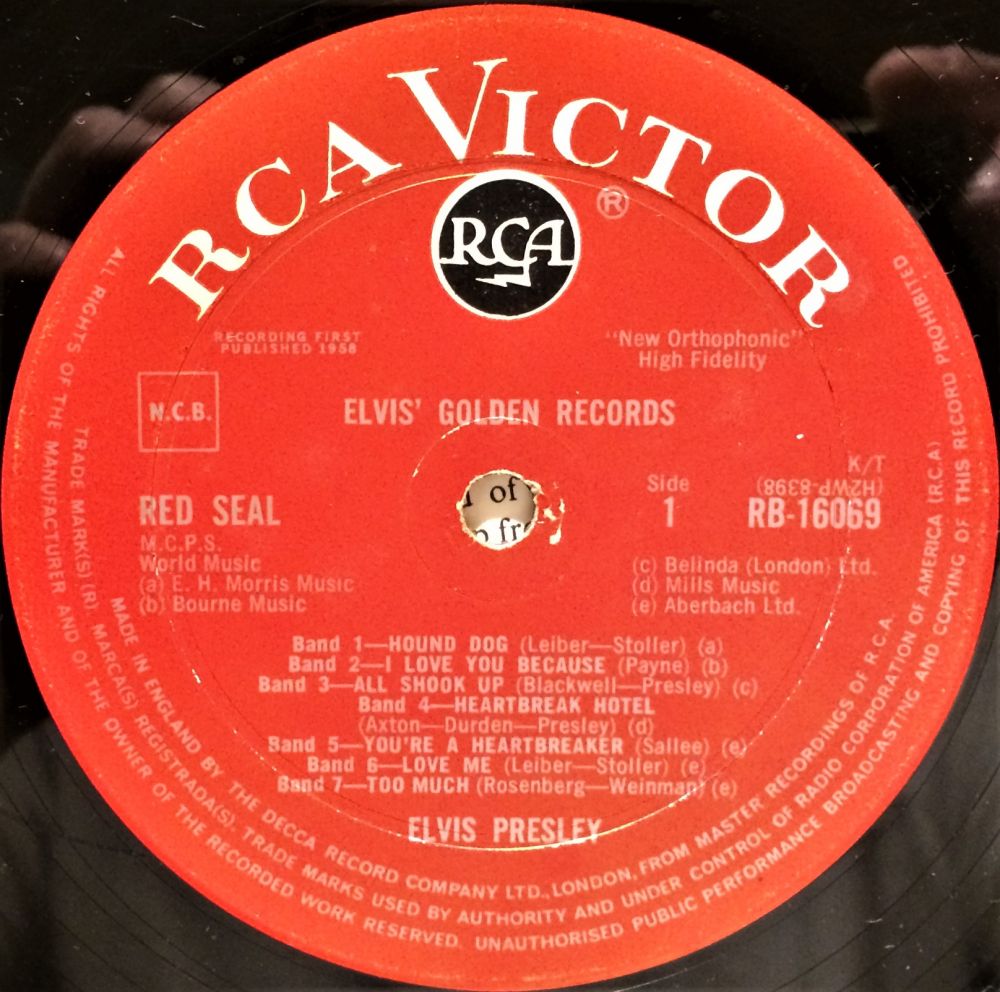 RCA VICTOR
RCA
®
RECORDING FIRST
PUBLISHED 1958
"New Orthophonic"
High Fidelity
N.C.B.
ELVIS' GOLDEN RECORDS
RED SEAL
M.C.P.S.
World Music
(a) E. H. Morris Music
(b) Bourne Music
of
Side
1
K/T
(H2WP-8398)
RB-16069
(c) Belinda (London) Ltd.
(d) Mills Music
(e) Aberbach Ltd.
Band 1—HOUND DOG (Leiber—Stoller) (a)
Band 2—I LOVE YOU BECAUSE (Payne) (b)
Band 3—ALL SHOOK UP (Blackwell—Presley) (c)
Band 4—HEARTBREAK HOTEL
(Axton—Durden—Presley) (d)
Band 5—YOU'RE A HEARTBREAKER (Sallee) (e)
Band 6—LOVE ME (Leiber—Stoller) (e)
Band 7—TOO MUCH (Rosenberg—Weinman) (e)
ELVIS PRESLEY
MADE IN ENGLAND BY THE DECCA RECORD COMPANY LTD., LONDON, FROM MASTER RECORDINGS OF R.C.A.
TRADE MARK(S) (R). MARCA(S) REGISTRADA(S). TRADE MARKS USED BY AUTHORITY AND UNDER CONTROL OF RADIO CORPORATION OF AMERICA (R.C.A.)
ALL RIGHTS OF THE MANUFACTURER AND OF THE OWNER OF THE RECORDED WORK RESERVED. UNAUTHORISED PUBLIC PERFORMANCE BROADCASTING AND COPYING OF THIS RECORD PROHIBITED